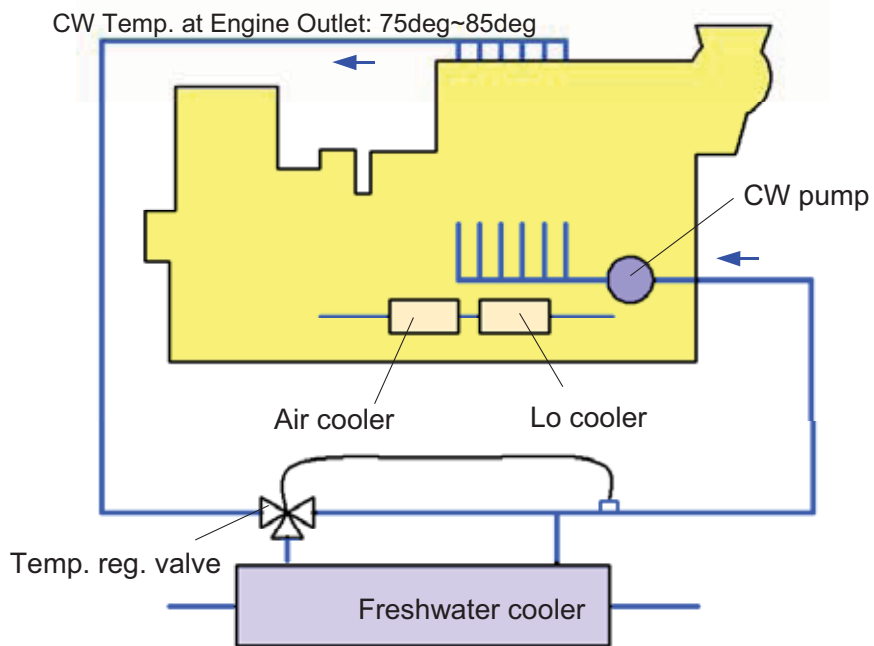 CW Temp. at Engine Outlet: 75deg~85deg
CW pump
Air cooler
Lo cooler
Temp. reg. valve
Freshwater cooler